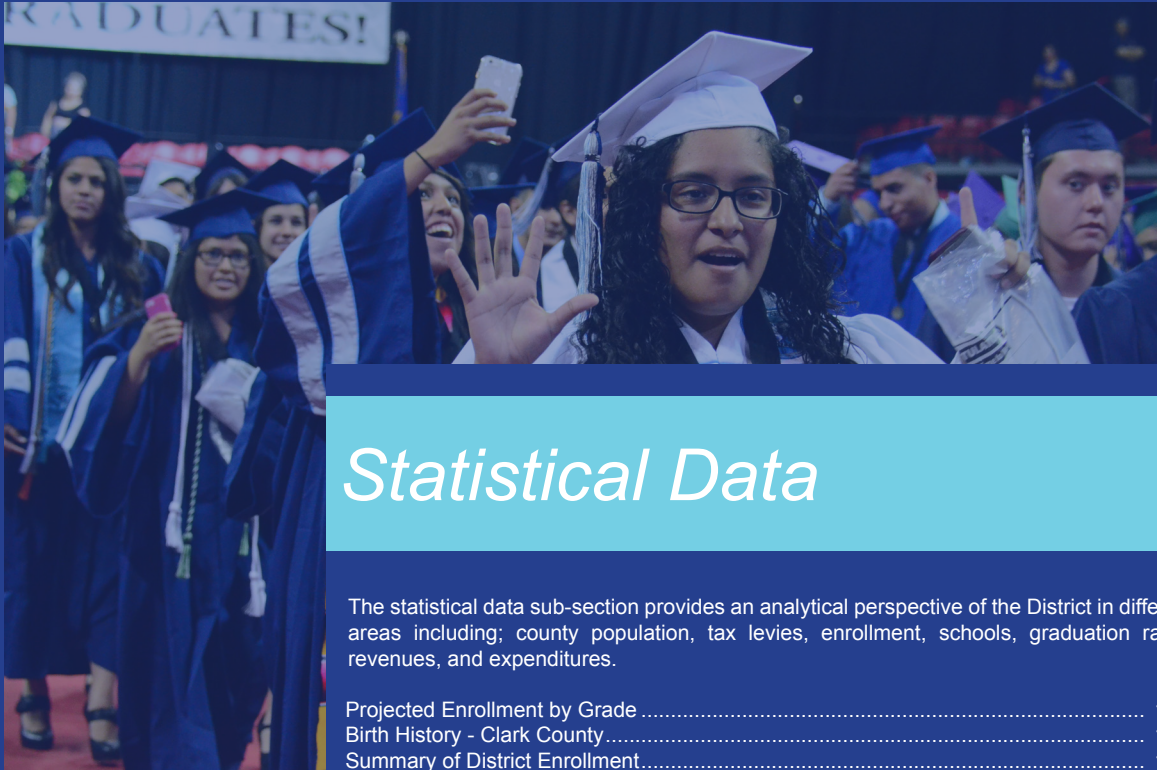 RADUATES!
Statistical Data
The statistical data sub-section provides an analytical perspective of the District in diffe
areas including; county population, tax levies, enrollment, schools, graduation ra
revenues, and expenditures.
Projected Enrollment by Grade ....................................................................................
Birth History - Clark County..........................................................................................
Summary of District Enrollment....................................................................................